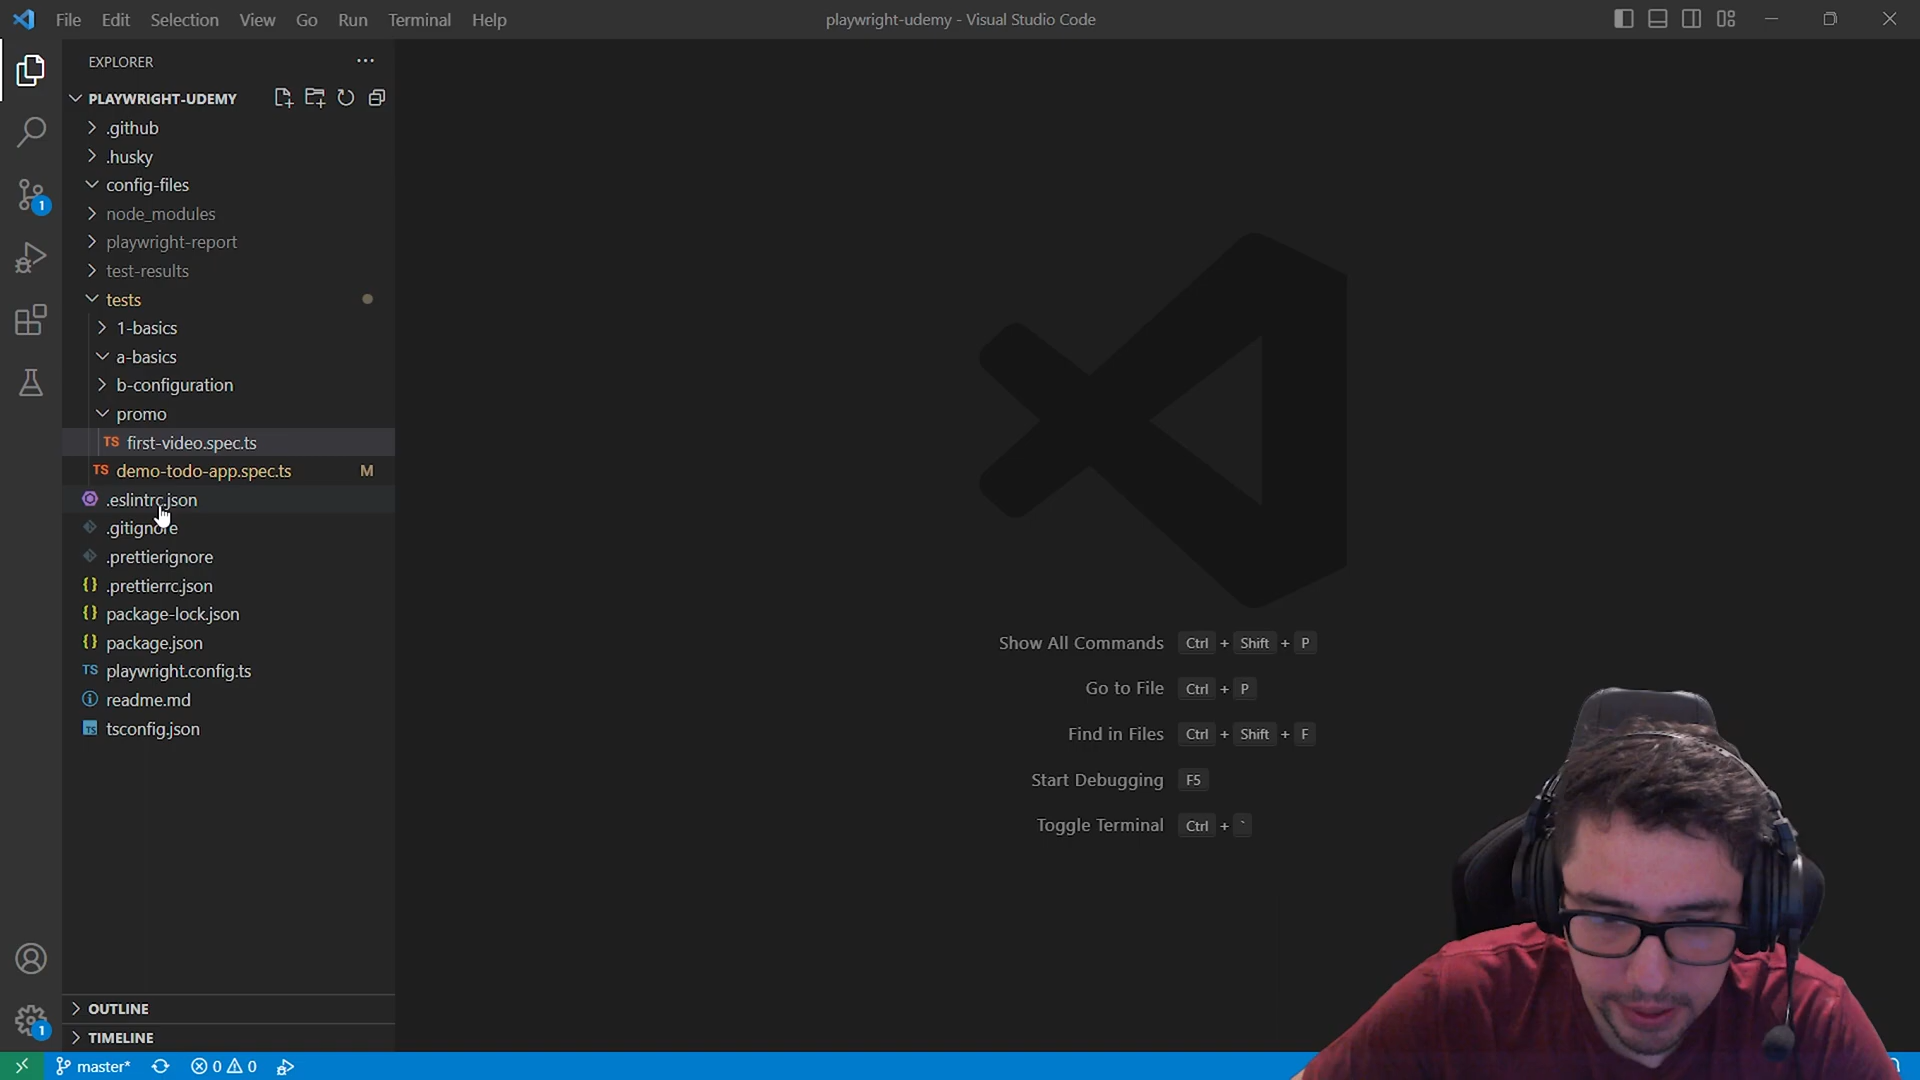 File Edit Selection View Go Run Terminal Help
playwright-udemy - Visual Studio Code
EXPLORER
PLAYWRIGHT-UDEMY
.github
.husky
config-files
1
node_modules
playwright-report
test-results
tests
1-basics
a-basics
b-configuration
promo
TS first-video.spec.ts
TS demo-todo-app.spec.ts M
.eslintrc.json
.gitignore
.prettierignore
{} .prettierrc.json
{} package-lock.json
{} package.json
TS playwright.config.ts
readme.md
TS tsconfig.json
Show All Commands Ctrl + Shift + P
Go to File Ctrl + P
Find in Files Ctrl + Shift + F
Start Debugging F5
Toggle Terminal Ctrl + `
OUTLINE
1
TIMELINE
master* 0 0